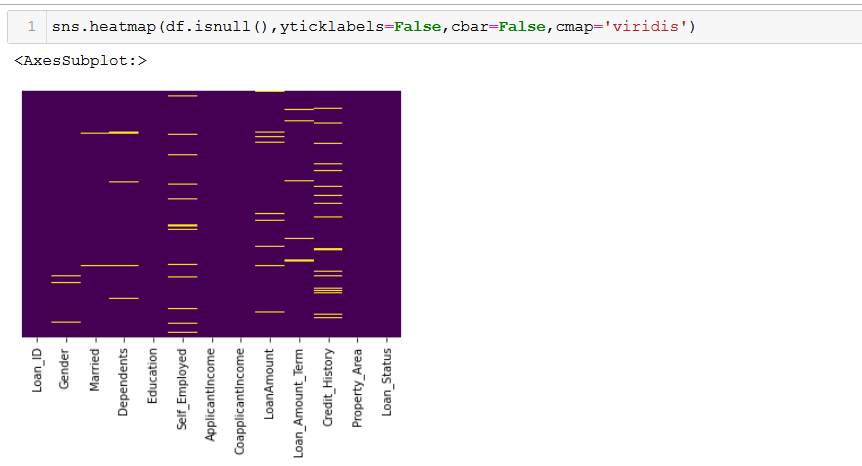 1 sns.heatmap(df.isnull(),yticklabels=False,cbar=False,cmap='viridis')
<AxesSubplot:>
Loan_ID
Gender
Married
Dependents
Education
Self_Employed
ApplicantIncome
CoapplicantIncome
LoanAmount
Loan_Amount_Term
Credit_History
Property_Area
Loan_Status